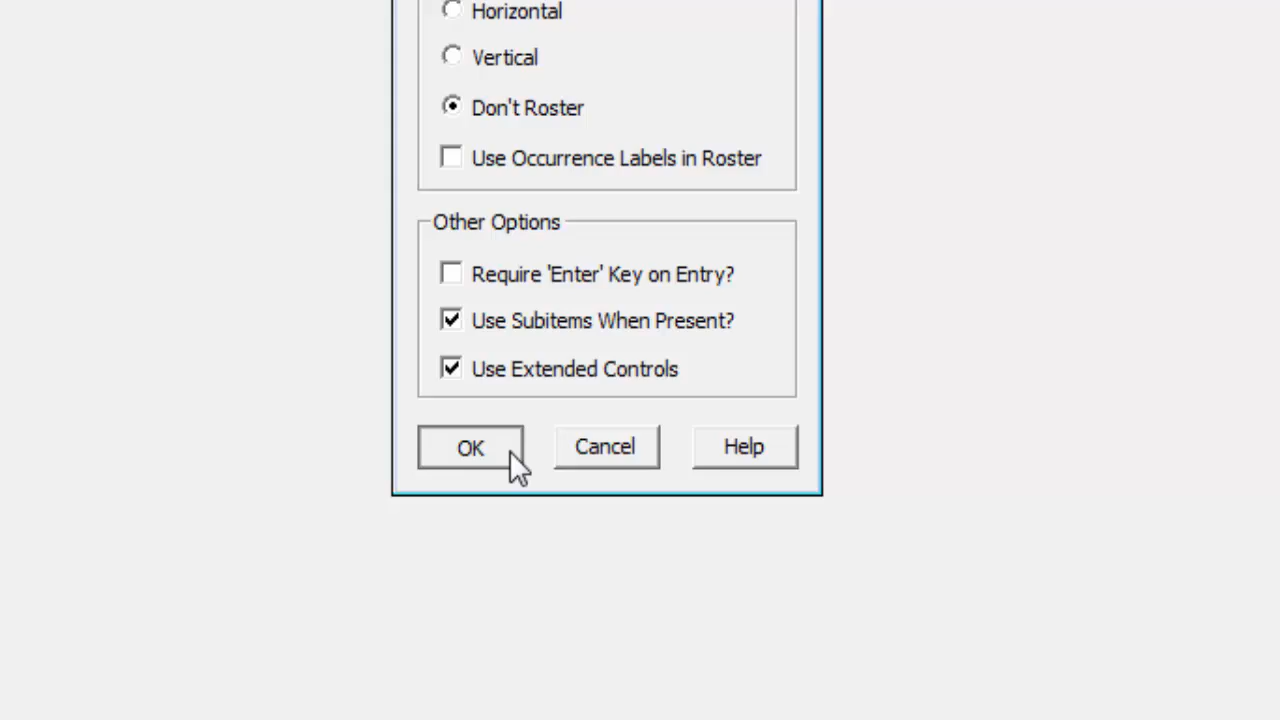 Horizontal
Vertical
Don't Roster
Use Occurrence Labels in Roster
Other Options
Require 'Enter' Key on Entry?
Use Subitems When Present?
Use Extended Controls
OK Cancel Help